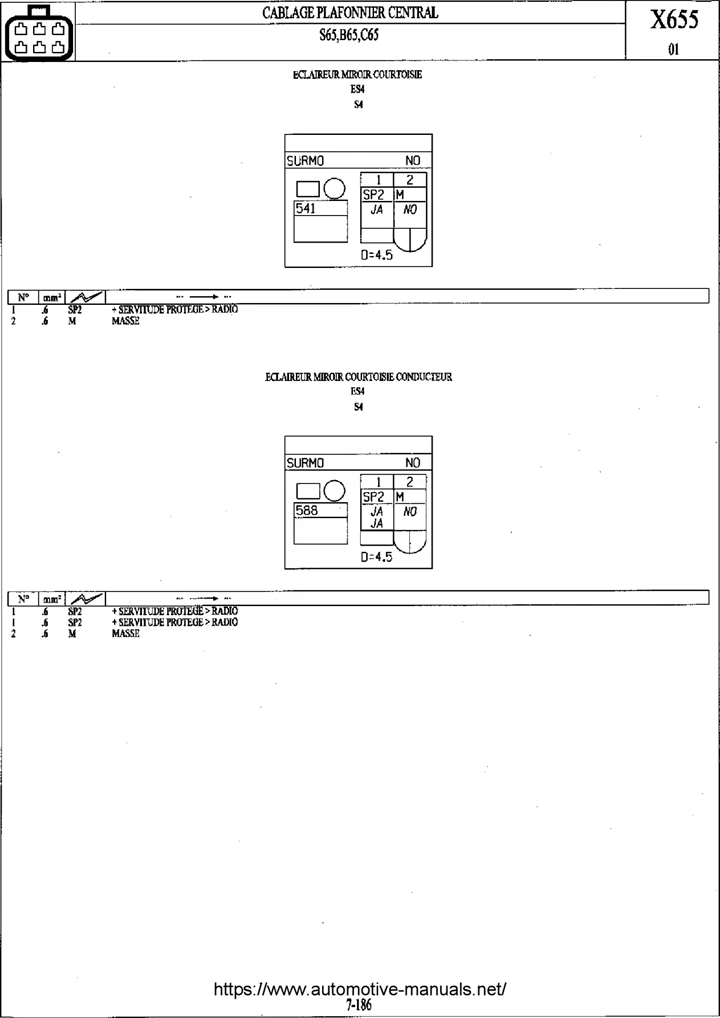 CABLAGE PLAFONNIER CENTRAL
S65,B65,C65
X655
01
ECLAIREUR MIROIR COURTOISIE
ES4
S4
SURMO NO
1 2
SP2 M
541 JA NO
D=4.5
N° mm² ... ...
1 .6 SP2 + SERVITUDE PROTEGE > RADIO
2 .6 M MASSE
ECLAIREUR MIROIR COURTOISIE CONDUCTEUR
ES4
S4
SURMO NO
1 2
SP2 M
588 JA NO
JA
D=4.5
N° mm² ... ...
1 .6 SP2 + SERVITUDE PROTEGE > RADIO
1 .6 SP2 + SERVITUDE PROTEGE > RADIO
2 .6 M MASSE
https://www.automotive-manuals.net/
7-186